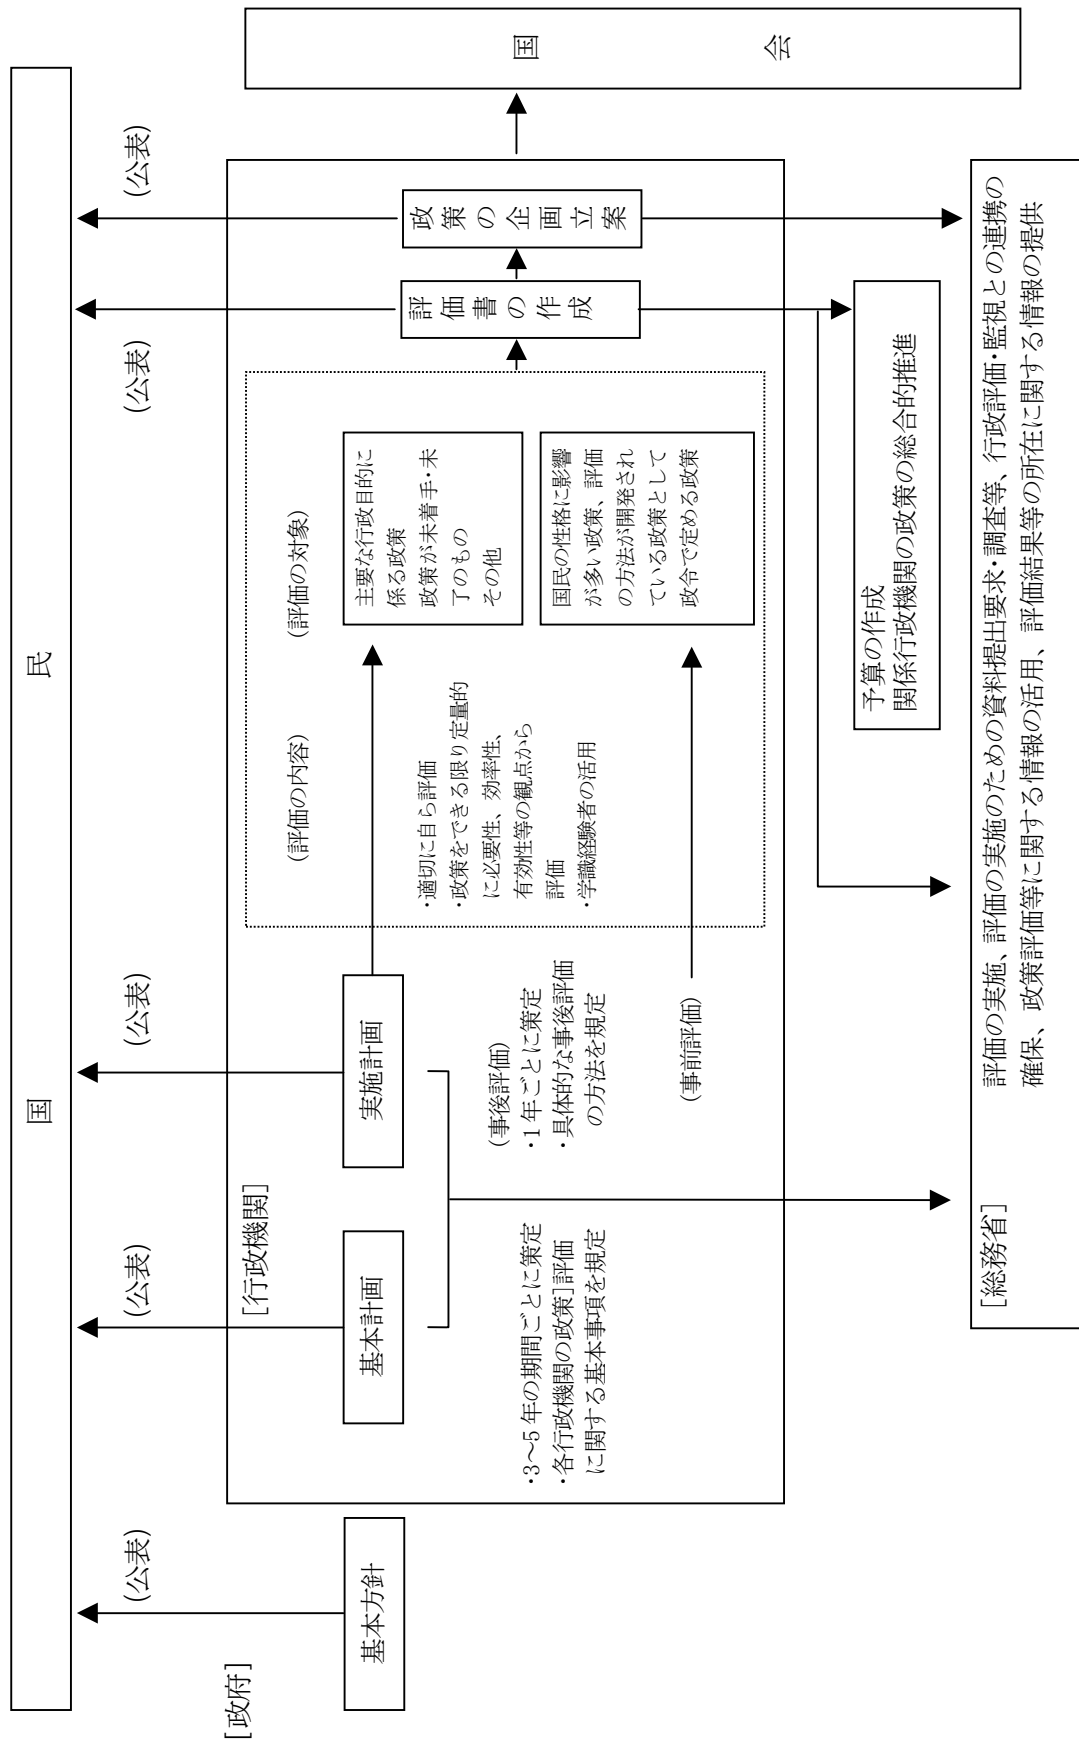 国 民
(公表)
(公表)
(公表)
(公表)
(公表)
[政府]
基本方針
[行政機関]
基本計画
・3～5 年の期間ごとに策定
・各行政機関の政策]評価
に関する基本事項を規定
実施計画
(事後評価)
・1 年ごとに策定
・具体的な事後評価
の方法を規定
(事前評価)
(評価の内容)
・適切に自ら評価
・政策をできる限り定量的
に必要性、効率性、
有効性等の観点から
評価
・学識経験者の活用
(評価の対象)
主要な行政目的に
係る政策
政策が未着手・未
了のもの
その他
国民の性格に影響
が多い政策、評価
の方法が開発され
ている政策として
政令で定める政策
評価書の作成
政策の企画立案
国 会
予算の作成
関係行政機関の政策の総合的推進
[総務省]
評価の実施、評価の実施のための資料提出要求・調査等、行政評価・監視との連携の
確保、政策評価等に関する情報の活用、評価結果等の所在に関する情報の提供